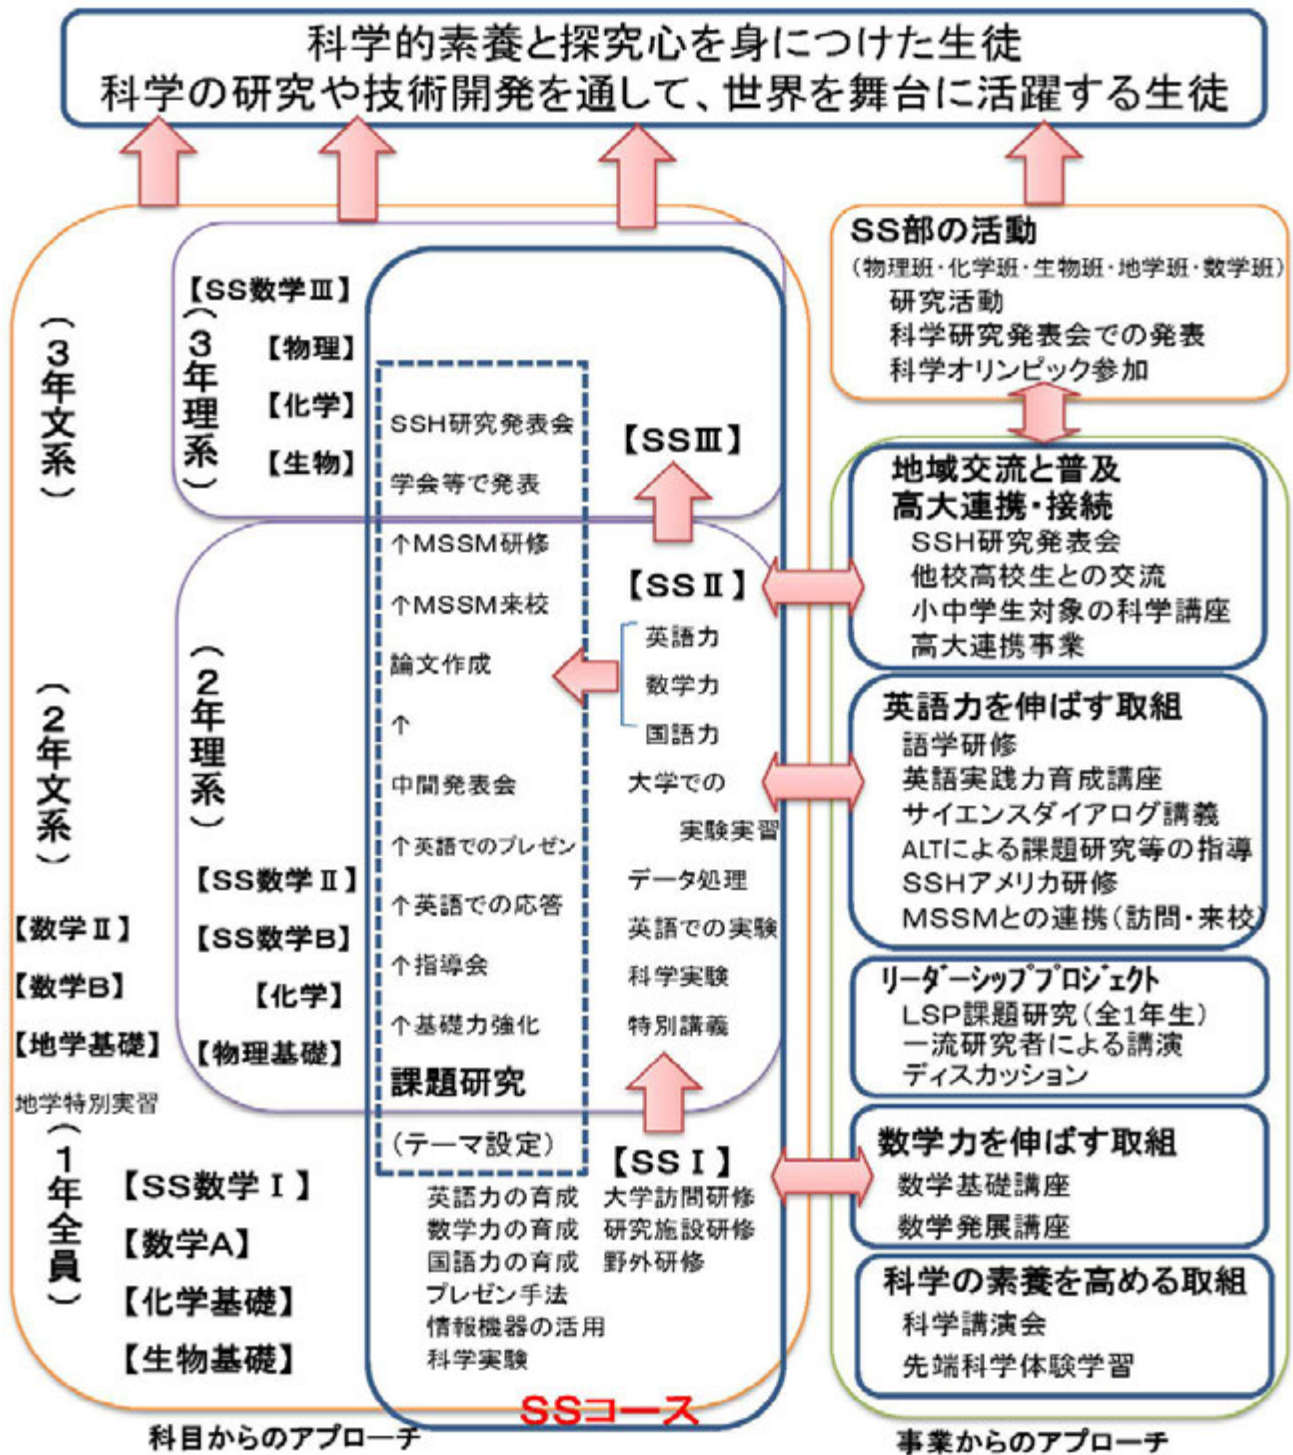 科学的素養と探究心を身につけた生徒
科学の研究や技術開発を通して、世界を舞台に活躍する生徒
（3年文系）
（3年理系）
【SS数学Ⅲ】
【物理】
【化学】
【生物】
SSH研究発表会
学会等で発表
【SSⅢ】
（2年文系）
【数学Ⅱ】
【数学B】
【地学基礎】
地学特別実習
（2年理系）
【SS数学Ⅱ】
【SS数学B】
【化学】
【物理基礎】
↑MSSM研修
↑MSSM来校
論文作成
↑
中間発表会
↑英語でのプレゼン
↑英語での応答
↑指導会
↑基礎力強化
課題研究
（テーマ設定）
【SSⅡ】
英語力
数学力
国語力
大学での
実験実習
データ処理
英語での実験
科学実験
特別講義
（1年全員）
【SS数学Ⅰ】
【数学A】
【化学基礎】
【生物基礎】
【SSⅠ】
英語力の育成 大学訪問研修
数学力の育成 研究施設研修
国語力の育成 野外研修
プレゼン手法
情報機器の活用
科学実験
SSコース
科目からのアプローチ
SS部の活動
（物理班・化学班・生物班・地学班・数学班）
研究活動
科学研究発表会での発表
科学オリンピック参加
地域交流と普及
高大連携・接続
SSH研究発表会
他校高校生との交流
小中学生対象の科学講座
高大連携事業
英語力を伸ばす取組
語学研修
英語実践力育成講座
サイエンスダイアログ講義
ALTによる課題研究等の指導
SSHアメリカ研修
MSSMとの連携（訪問・来校）
リーダーシッププロジェクト
LSP課題研究（全1年生）
一流研究者による講演
ディスカッション
数学力を伸ばす取組
数学基礎講座
数学発展講座
科学の素養を高める取組
科学講演会
先端科学体験学習
事業からのアプローチ